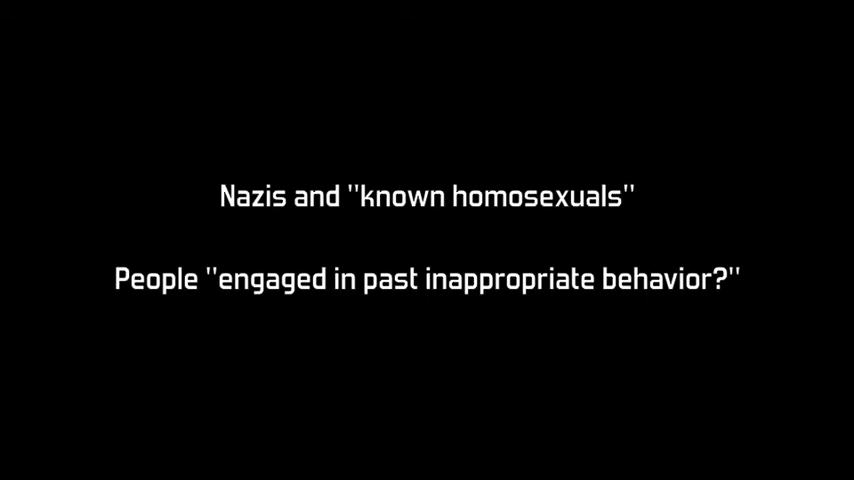 Nazis and "known homosexuals"
People "engaged in past inappropriate behavior?"